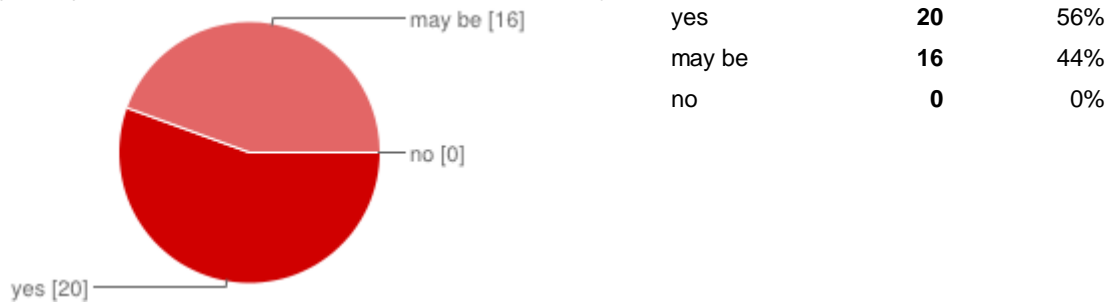 may be [16]
no [0]
yes [20]
yes 20 56%
may be 16 44%
no 0 0%